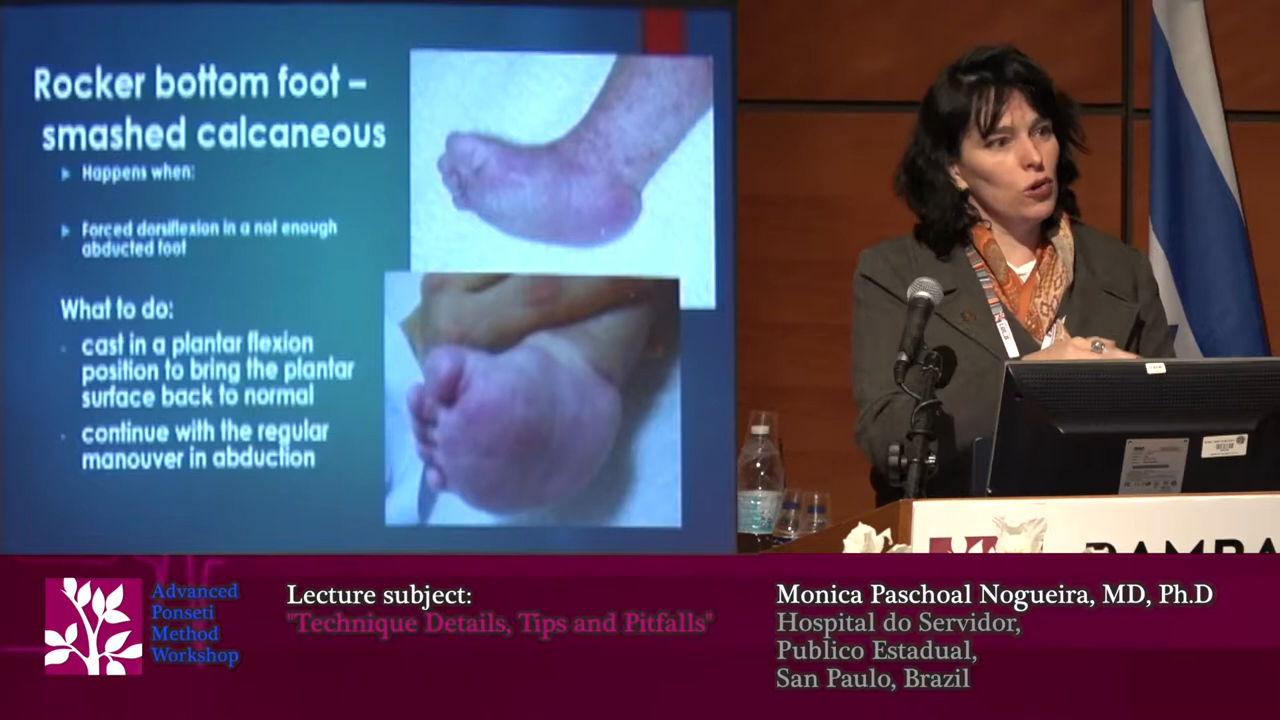 Rocker bottom foot –
smashed calcaneous
Happens when:
Forced dorsiflexion in a not enough
abducted foot
What to do:
cast in a plantar flexion
position to bring the plantar
surface back to normal
continue with the regular
manouver in abduction
Advanced
Ponseti
Method
Workshop
Lecture subject:
"Technique Details, Tips and Pitfalls"
Monica Paschoal Nogueira, MD, Ph.D
Hospital do Servidor,
Publico Estadual,
San Paulo, Brazil